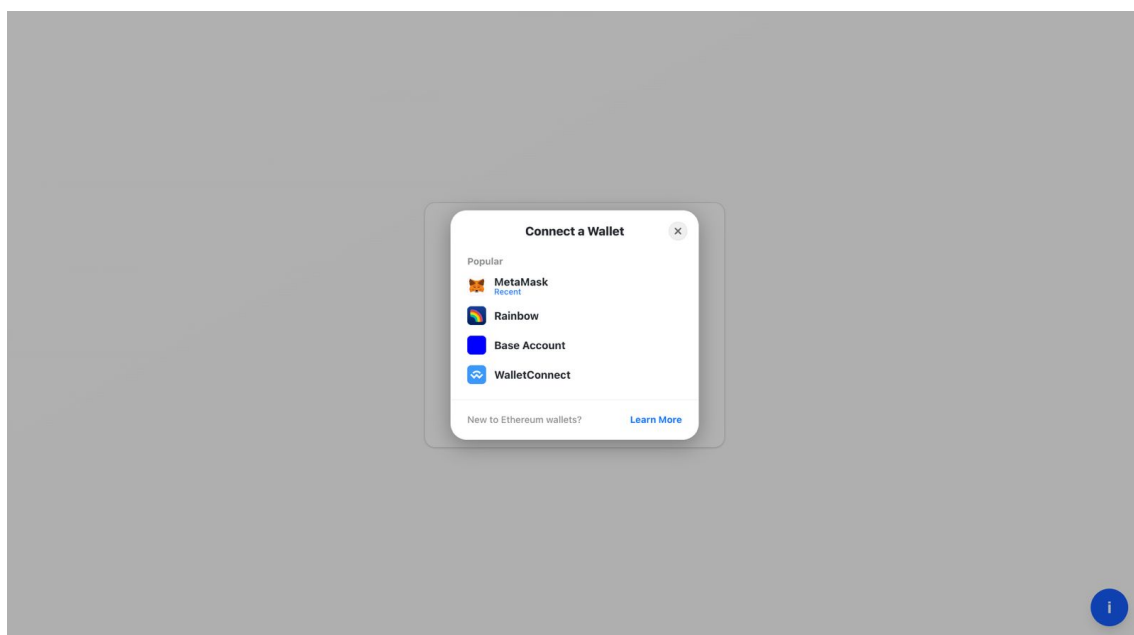 Connect a Wallet
Popular
MetaMask
Recent
Rainbow
Base Account
WalletConnect
New to Ethereum wallets? Learn More
i